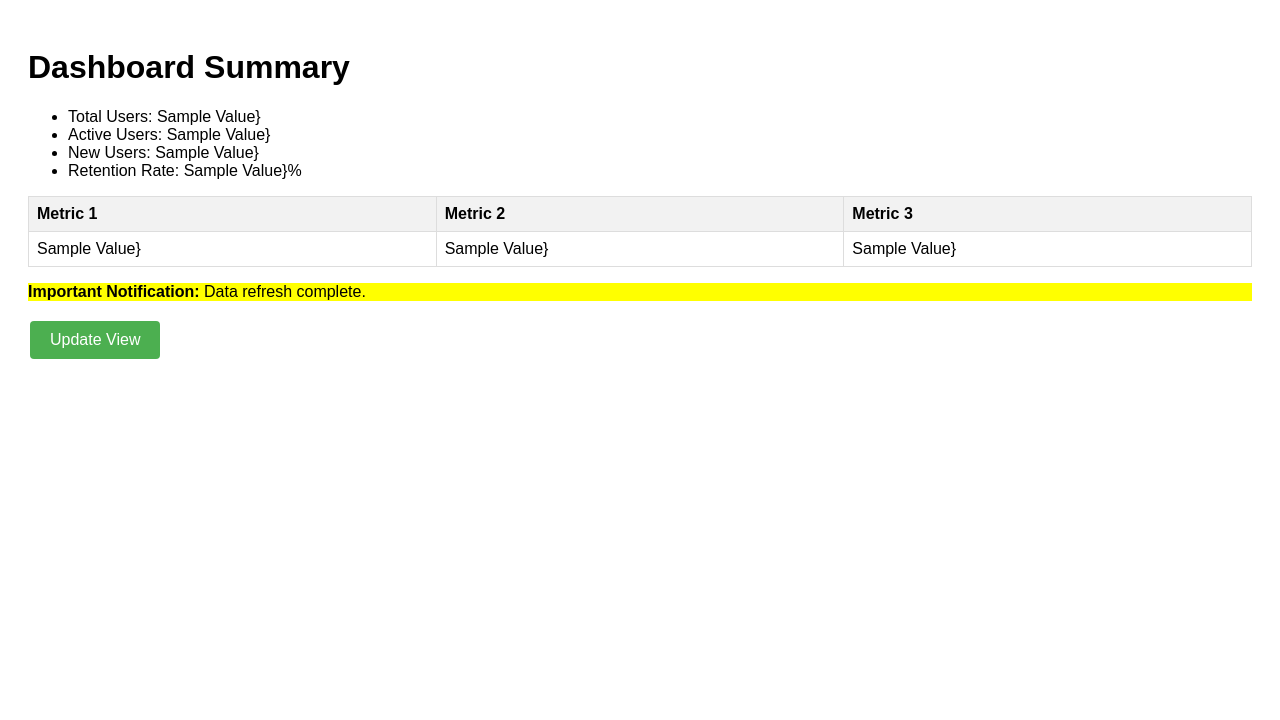 Dashboard Summary
Total Users: Sample Value}
Active Users: Sample Value}
New Users: Sample Value}
Retention Rate: Sample Value}%
Metric 1 Metric 2 Metric 3
Sample Value} Sample Value} Sample Value}
Important Notification: Data refresh complete.
Update View